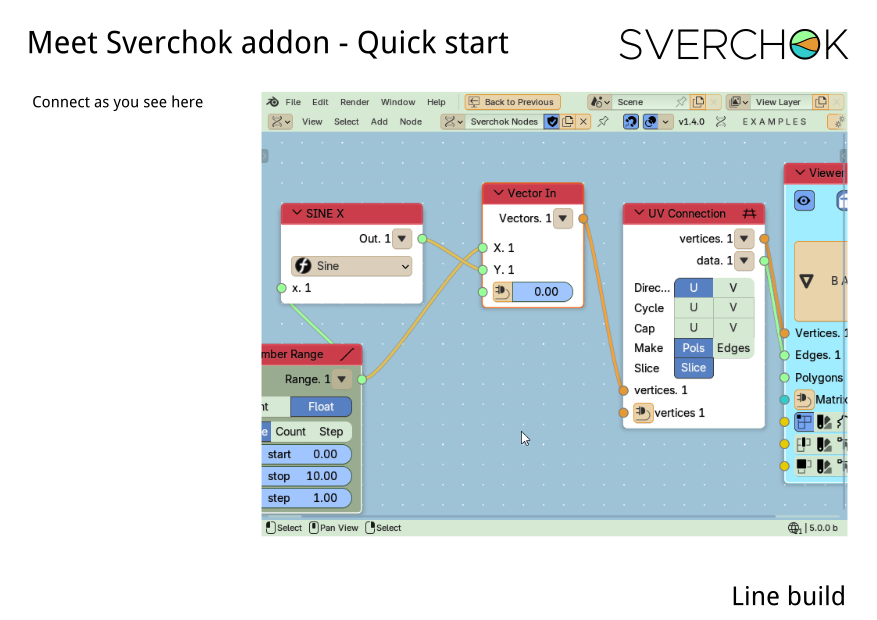 Meet Sverchok addon - Quick start
SVERCHOK
Connect as you see here
File Edit Render Window Help Back to Previous Scene View Layer
View Select Add Node Sverchok Nodes v1.4.0 EXAMPLES
SINE X
Out. 1
Sine
x. 1
Vector In
Vectors. 1
X. 1
Y. 1
0.00
UV Connection
vertices. 1
data. 1
Direc... U V
Cycle U V
Cap U V
Make Pols Edges
Slice Slice
vertices. 1
vertices 1
Viewer
B A
Vertices. 1
Edges. 1
Polygons
Matrix
mber Range
Range. 1
nt Float
e Count Step
start 0.00
stop 10.00
step 1.00
Select Pan View Select
1 | 5.0.0 b
Line build